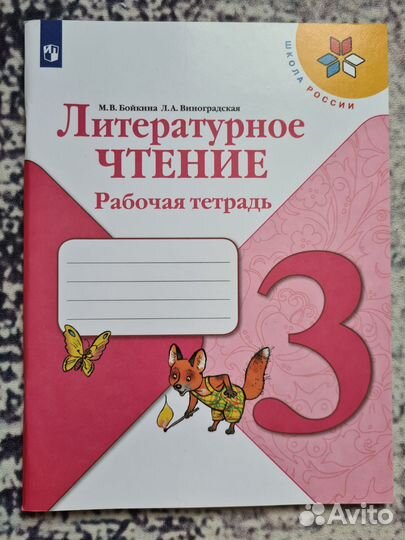 М. В. Бойкина Л. А. Виноградская
ШКОЛА РОССИИ
Литературное
ЧТЕНИЕ
Рабочая тетрадь
3
Avito